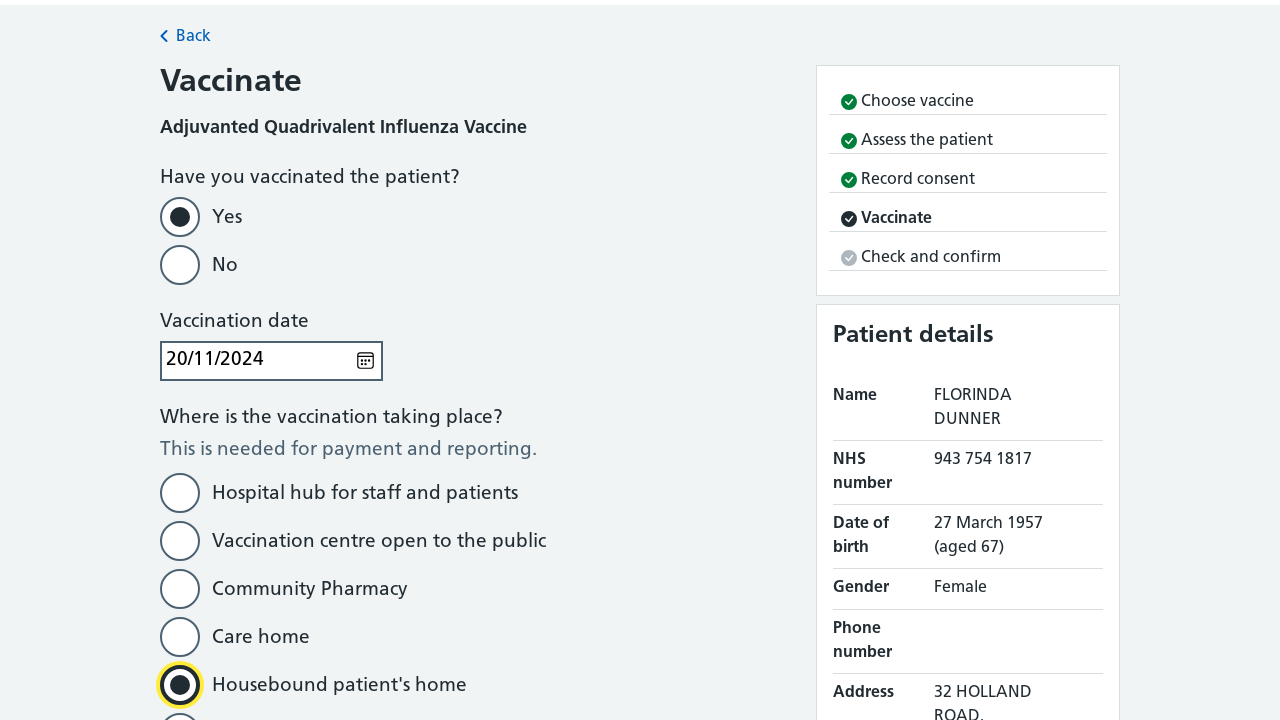 Back
Vaccinate
Adjuvanted Quadrivalent Influenza Vaccine
Have you vaccinated the patient?
Yes
No
Vaccination date
20/11/2024
Where is the vaccination taking place?
This is needed for payment and reporting.
Hospital hub for staff and patients
Vaccination centre open to the public
Community Pharmacy
Care home
Housebound patient's home
Choose vaccine
Assess the patient
Record consent
Vaccinate
Check and confirm
Patient details
Name FLORINDA
DUNNER
NHS 943 754 1817
number
Date of 27 March 1957
birth (aged 67)
Gender Female
Phone
number
Address 32 HOLLAND
ROAD,